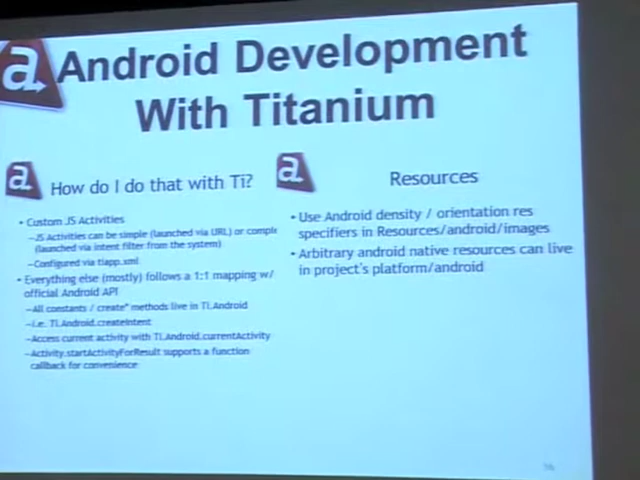 a
Android Development
With Titanium
a
How do I do that with Ti?
• Custom JS Activities
–JS Activities can be simple (launched via URL) or comple
(launched via intent filter from the system)
–Configured via tiapp.xml
• Everything else (mostly) follows a 1:1 mapping w/
official Android API
–All constants / create* methods live in Ti.Android
–i.e. Ti.Android.createIntent
–Access current activity with Ti.Android.currentActivity
–Activity.startActivityForResult supports a function
callback for convenience
a
Resources
• Use Android density / orientation res
specifiers in Resources/android/images
• Arbitrary android native resources can live
in project's platform/android